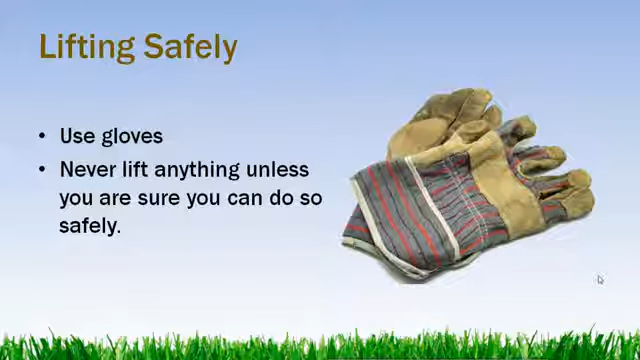 Lifting Safely
• Use gloves
• Never lift anything unless
you are sure you can do so
safely.